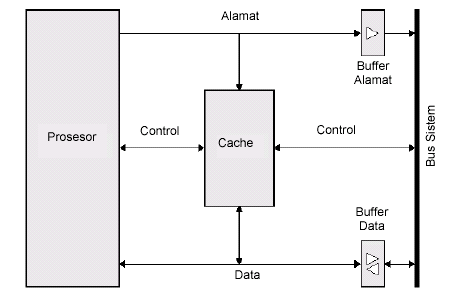 Alamat
Buffer
Alamat
Prosesor
Control
Cache
Control
Bus Sistem
Buffer
Data
Data